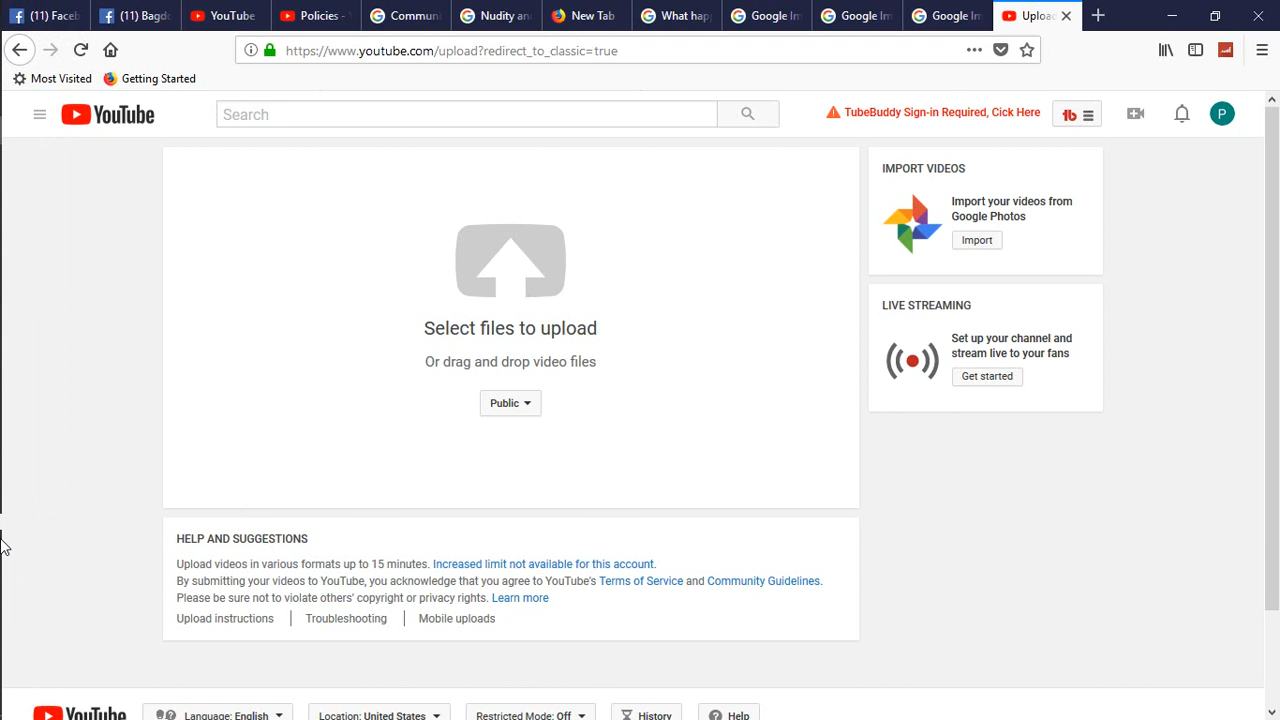 (11) Faceb
(11) Bagdo
YouTube
Policies - Y
Commun
Nudity and
New Tab
What hap
Google Im
Google Im
Google Im
Upload
https://www.youtube.com/upload?redirect_to_classic=true
Most Visited
Getting Started
YouTube
Search
TubeBuddy Sign-in Required, Cick Here
tb
P
Select files to upload
Or drag and drop video files
Public
IMPORT VIDEOS
Import your videos from
Google Photos
Import
LIVE STREAMING
Set up your channel and
stream live to your fans
Get started
HELP AND SUGGESTIONS
Upload videos in various formats up to 15 minutes. Increased limit not available for this account.
By submitting your videos to YouTube, you acknowledge that you agree to YouTube's Terms of Service and Community Guidelines.
Please be sure not to violate others' copyright or privacy rights. Learn more
Upload instructions
Troubleshooting
Mobile uploads
YouTube
Language: English
Location: United States
Restricted Mode: Off
History
Help